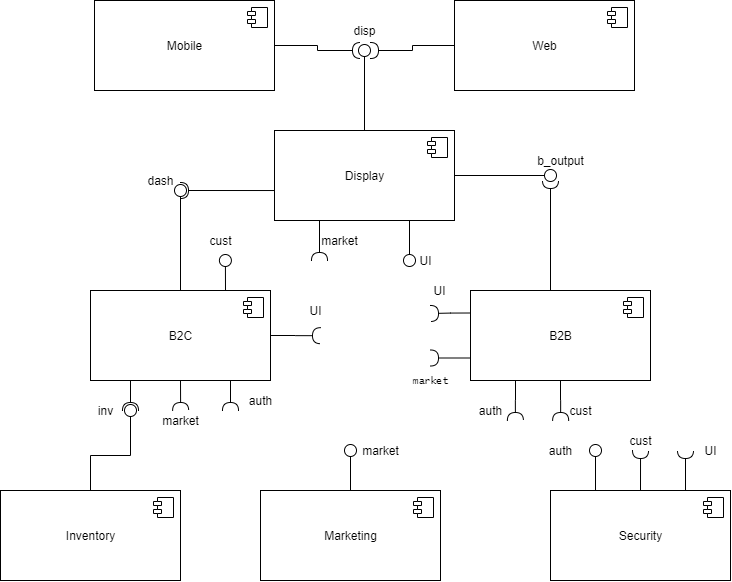 disp
Mobile
Web
b_output
Display
dash
cust
market
UI
UI
UI
B2C
B2B
market
inv
market
auth
auth
cust
market
auth
cust
UI
Inventory
Marketing
Security